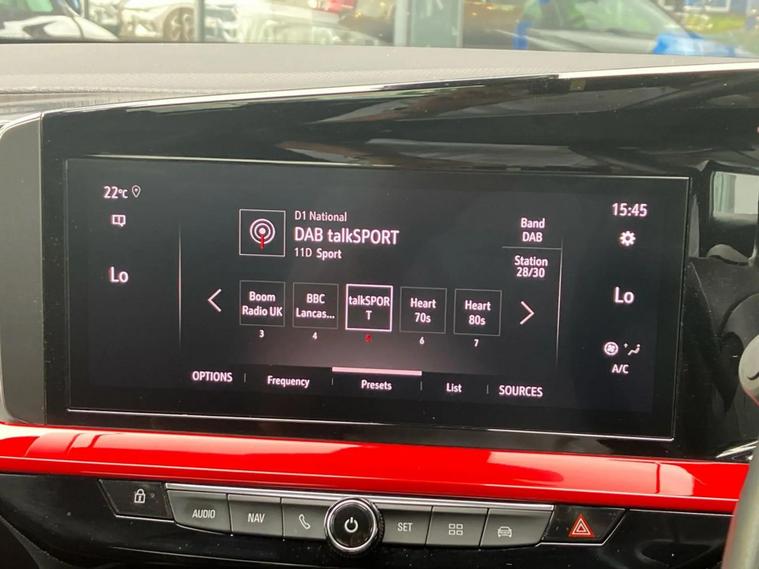 22°C
Lo
D1 National
DAB talkSPORT
11D Sport
Band
DAB
Station
28/30
15:45
Lo
A/C
Boom
Radio UK
3
BBC
Lancas...
4
talkSPOR
T
5
Heart
70s
6
Heart
80s
7
OPTIONS
Frequency
Presets
List
SOURCES
AUDIO
NAV
SET